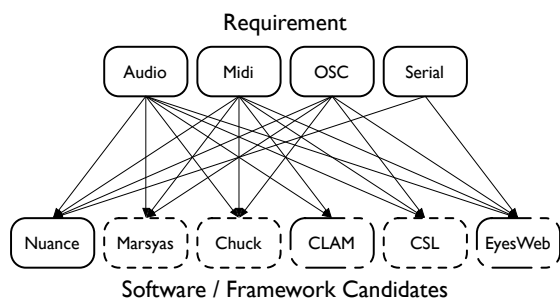 Requirement
Audio Midi OSC Serial
Nuance Marsyas Chuck CLAM CSL EyesWeb
Software / Framework Candidates